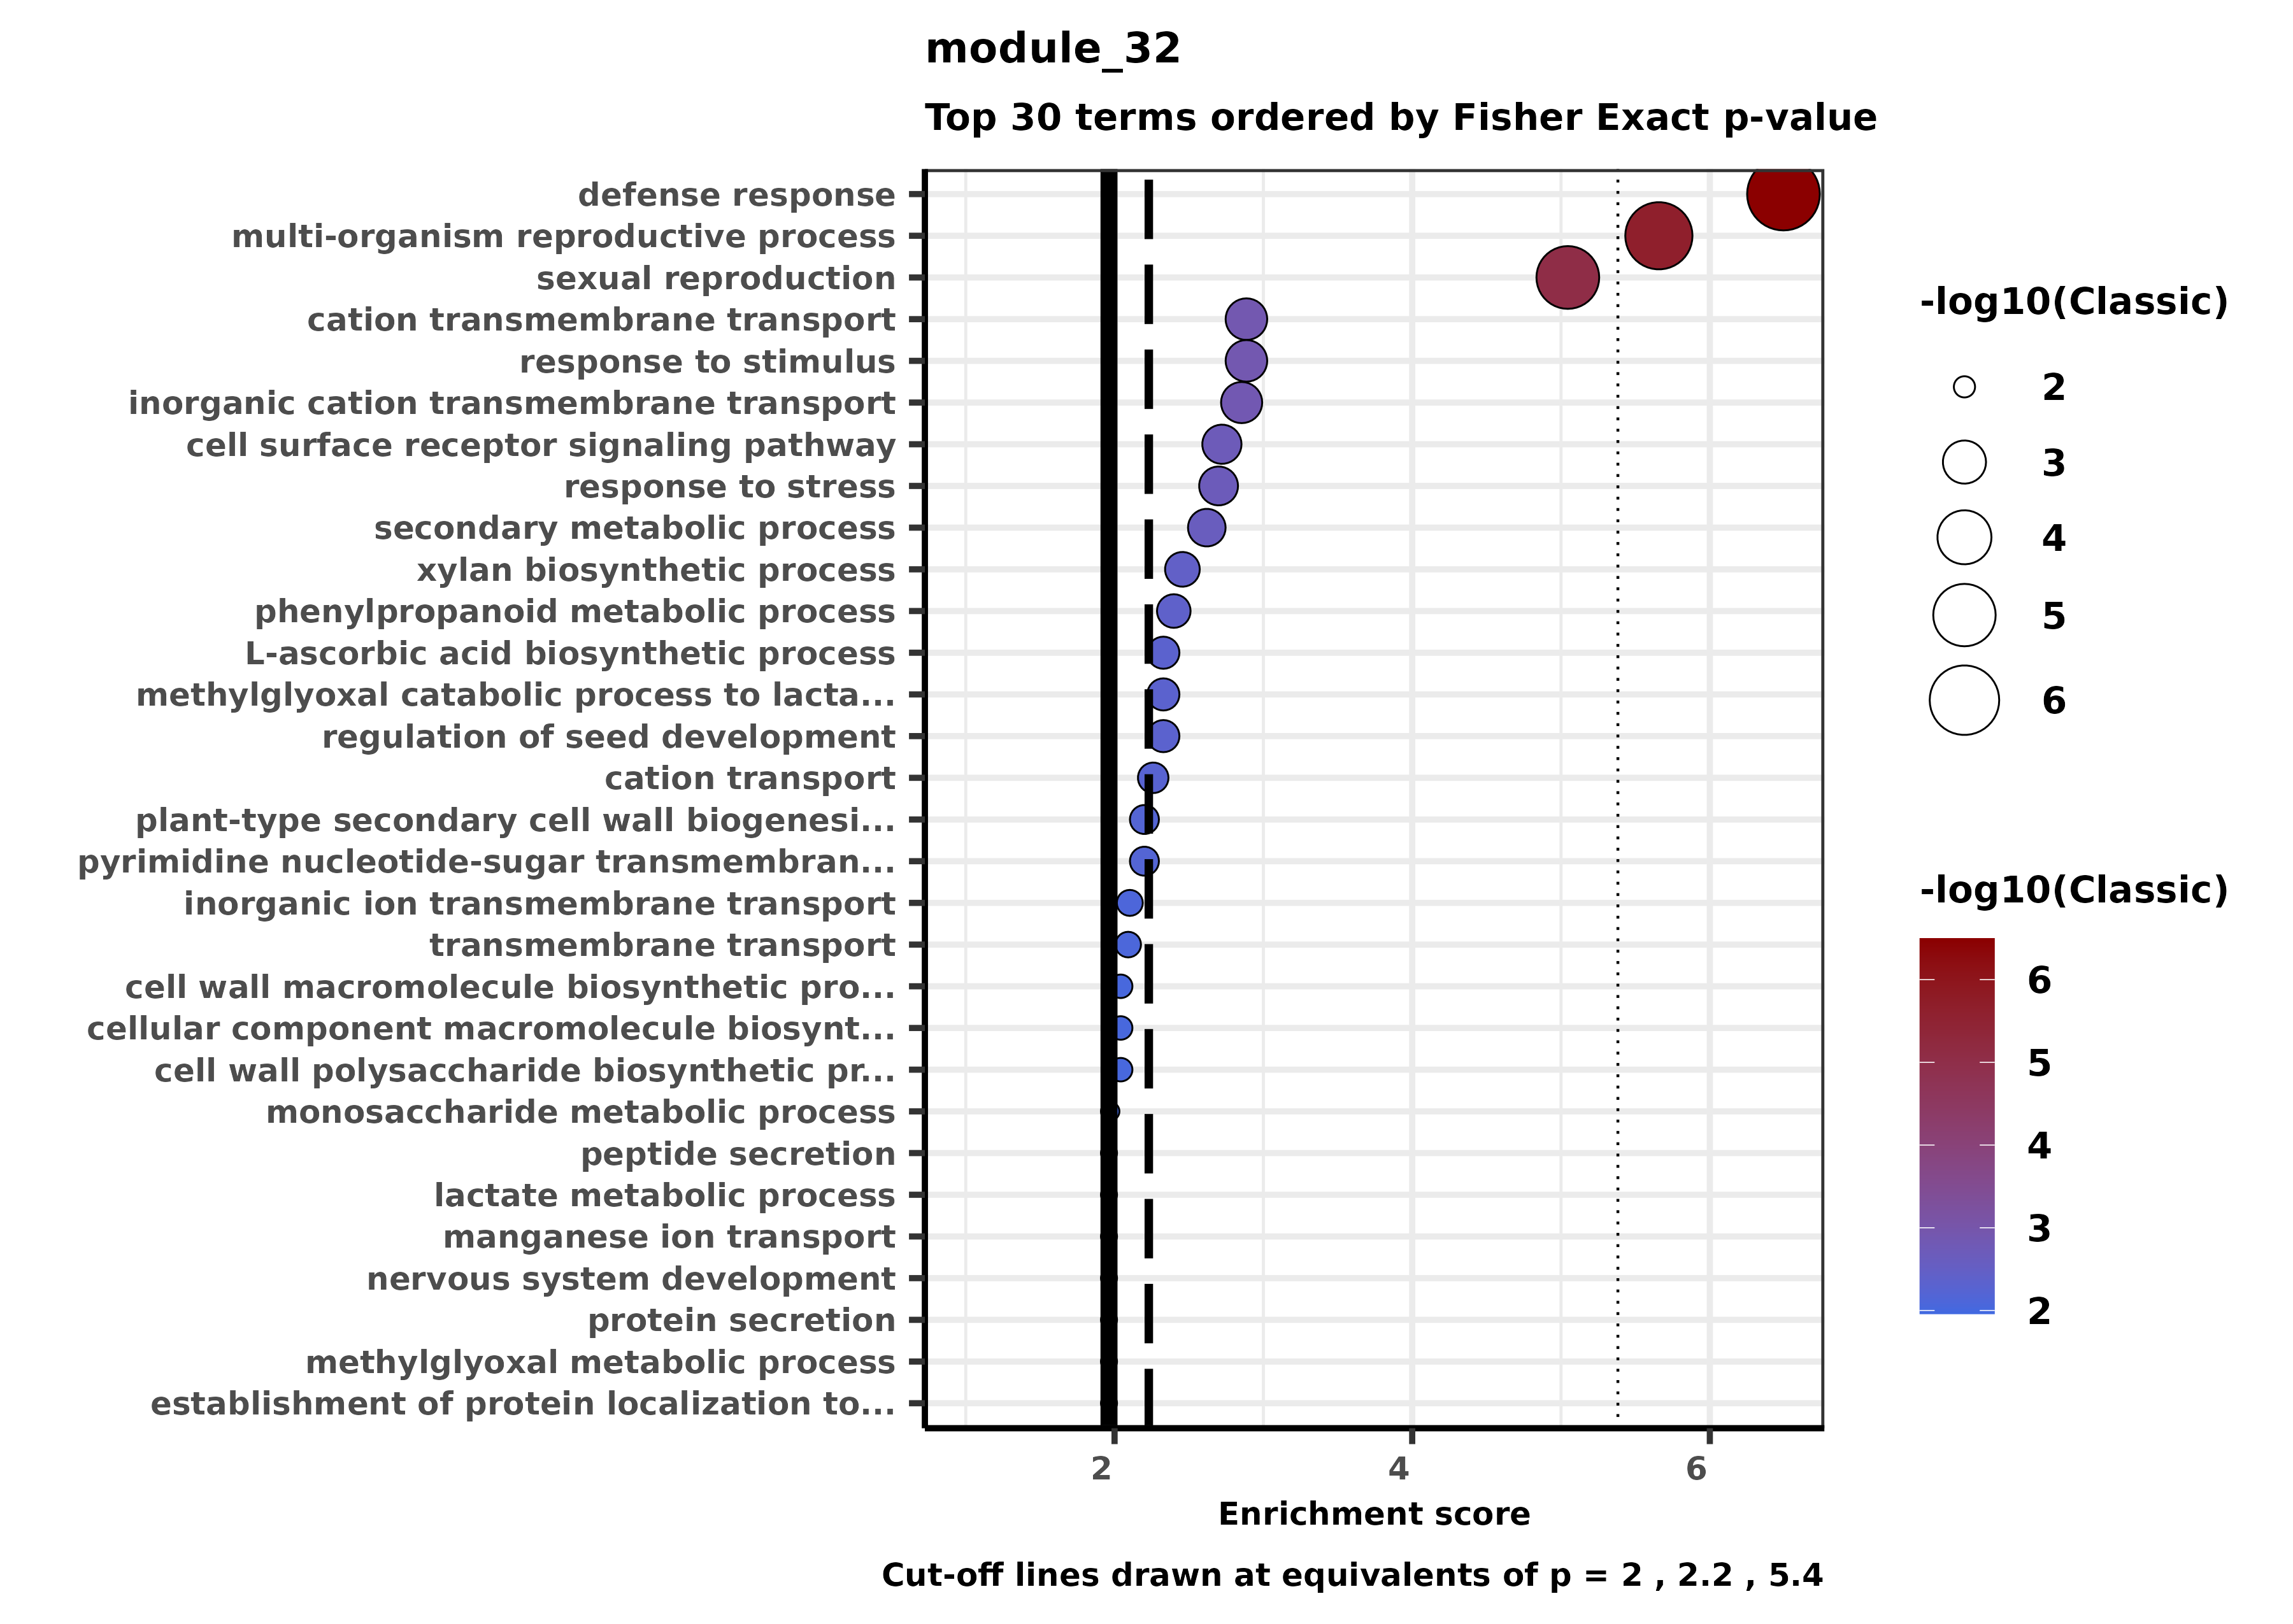 module_32
Top 30 terms ordered by Fisher Exact p-value
defense response
multi-organism reproductive process
sexual reproduction
cation transmembrane transport
response to stimulus
inorganic cation transmembrane transport
cell surface receptor signaling pathway
response to stress
secondary metabolic process
xylan biosynthetic process
phenylpropanoid metabolic process
L-ascorbic acid biosynthetic process
methylglyoxal catabolic process to lacta...
regulation of seed development
cation transport
plant-type secondary cell wall biogenesi...
pyrimidine nucleotide-sugar transmembran...
inorganic ion transmembrane transport
transmembrane transport
cell wall macromolecule biosynthetic pro...
cellular component macromolecule biosynt...
cell wall polysaccharide biosynthetic pr...
monosaccharide metabolic process
peptide secretion
lactate metabolic process
manganese ion transport
nervous system development
protein secretion
methylglyoxal metabolic process
establishment of protein localization to...
2 4 6
Enrichment score
Cut-off lines drawn at equivalents of p = 2 , 2.2 , 5.4
-log10(Classic)
2
3
4
5
6
-log10(Classic)
6
5
4
3
2